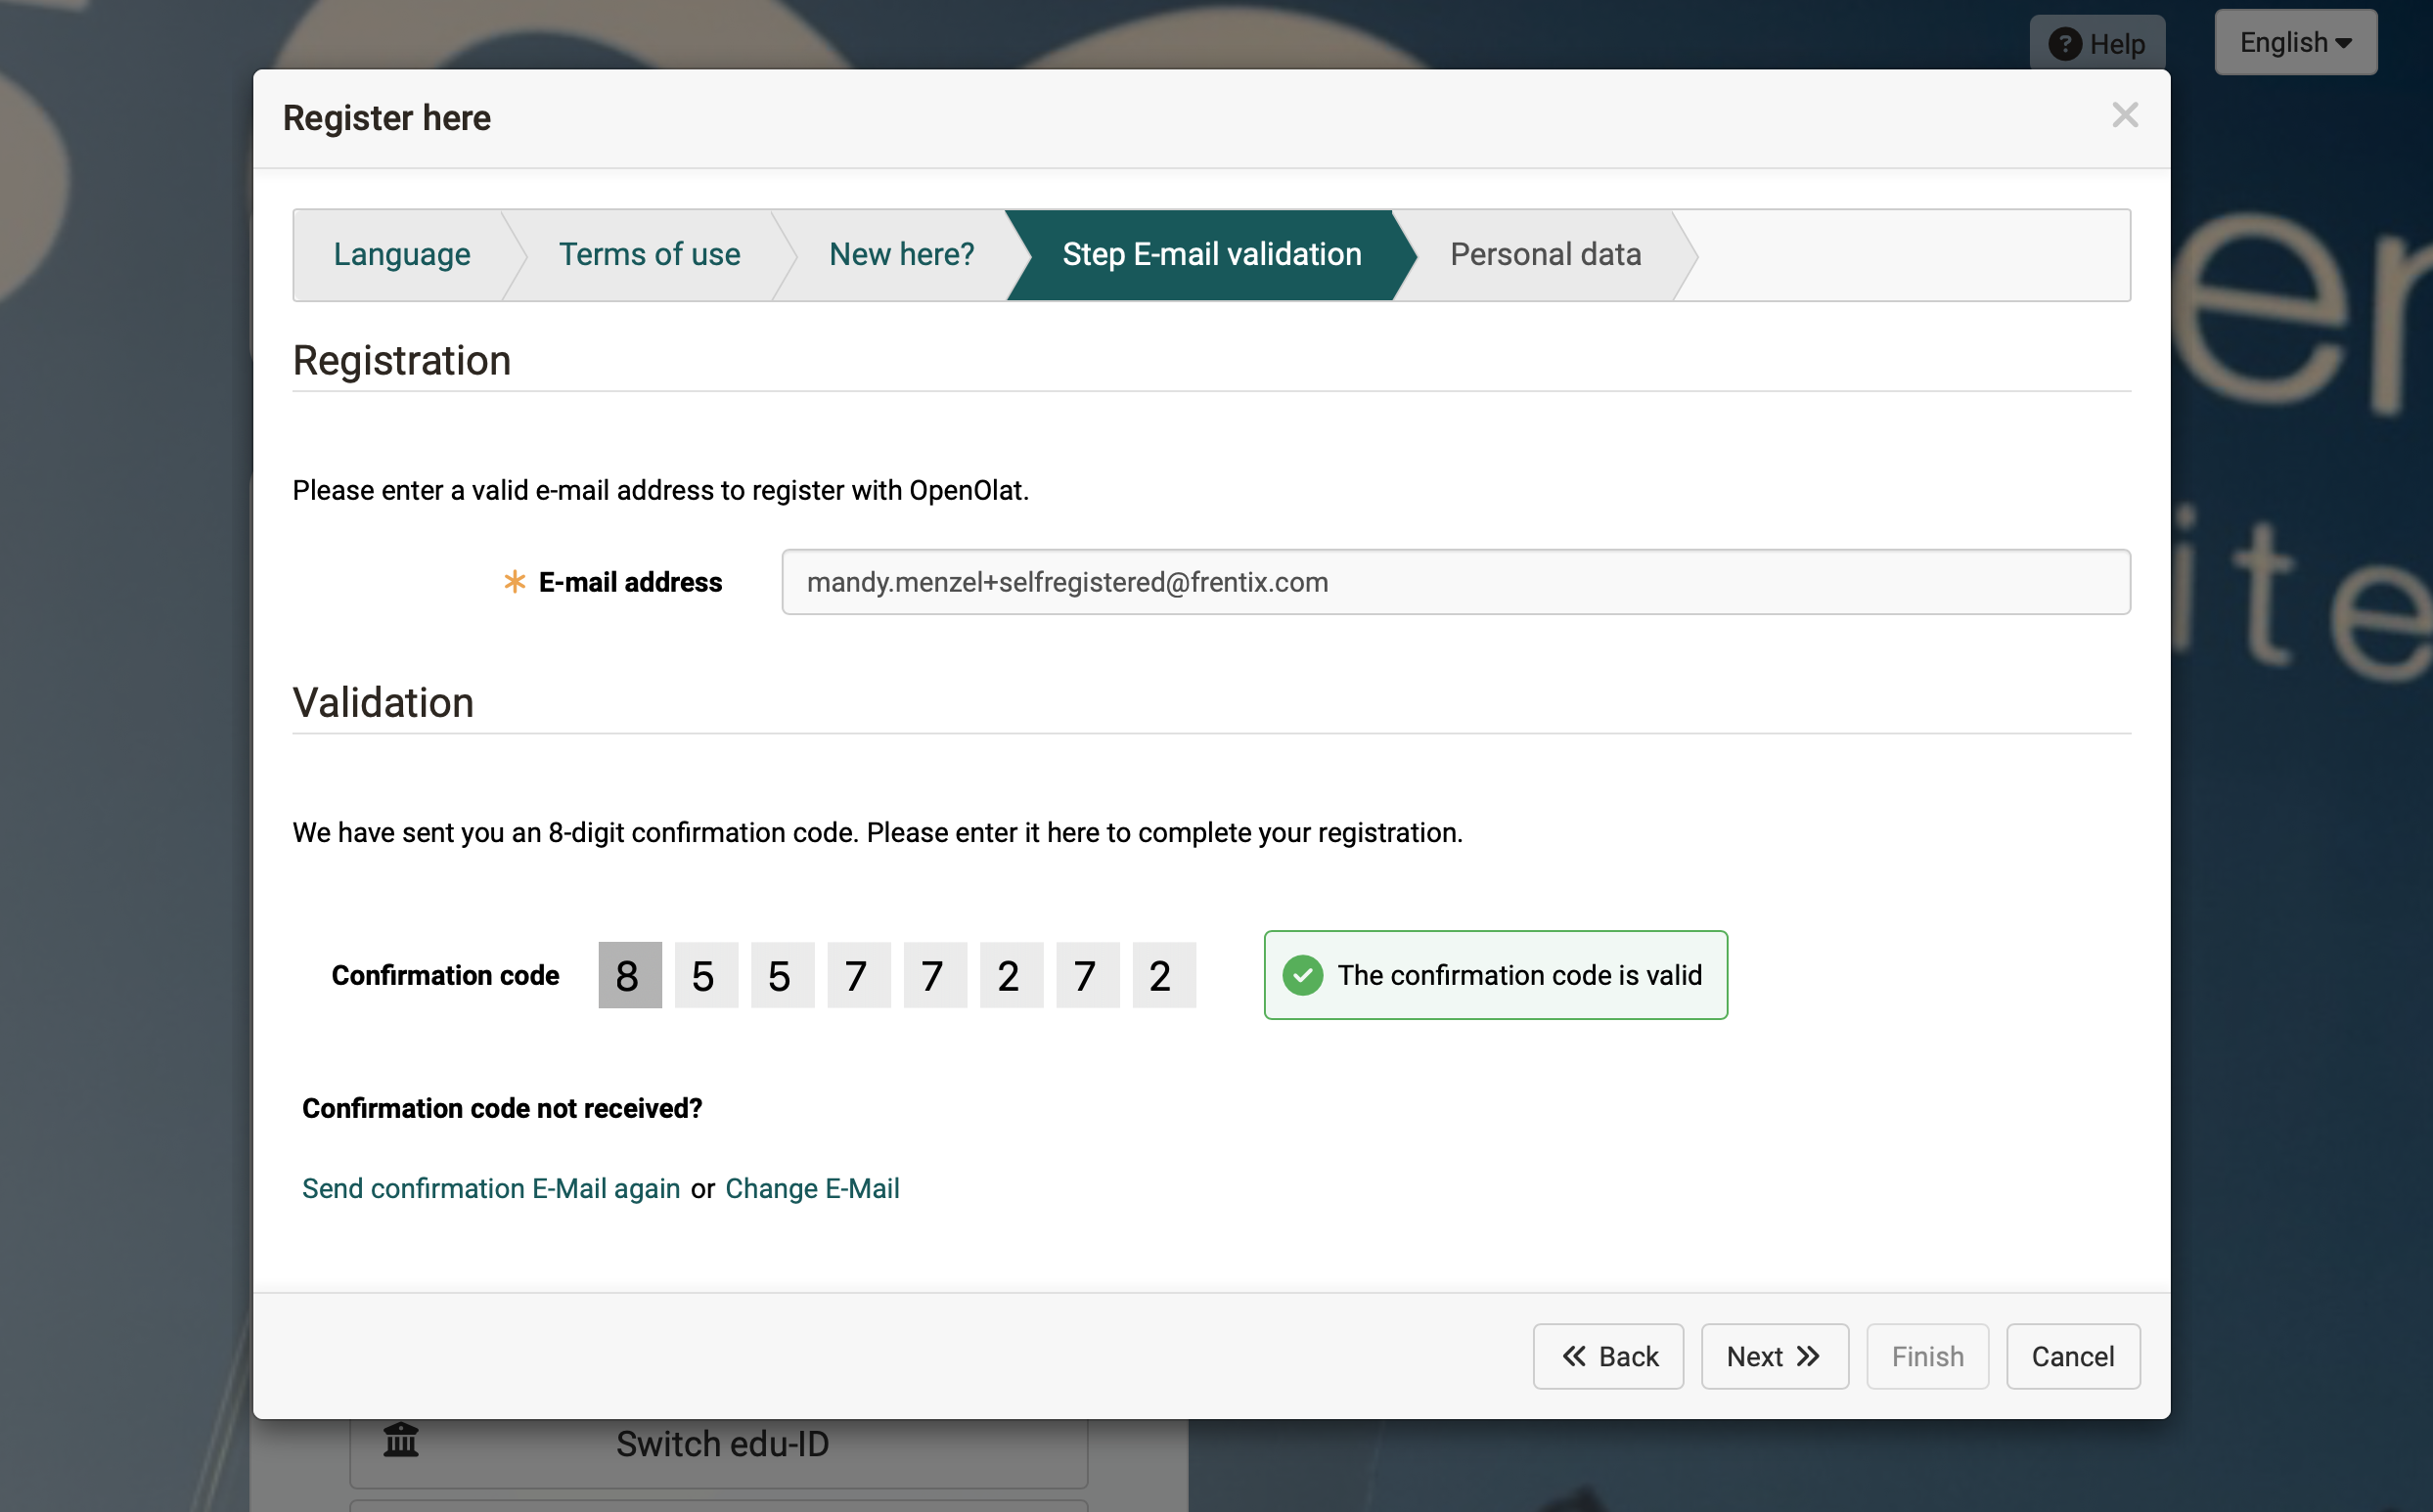 Help
English
Register here
Language
Terms of use
New here?
Step E-mail validation
Personal data
Registration
Please enter a valid e-mail address to register with OpenOlat.
E-mail address
mandy.menzel+selfregistered@frentix.com
Validation
We have sent you an 8-digit confirmation code. Please enter it here to complete your registration.
Confirmation code 8 5 5 7 7 2 7 2
The confirmation code is valid
Confirmation code not received?
Send confirmation E-Mail again or Change E-Mail
Back
Next
Finish
Cancel
Switch edu-ID